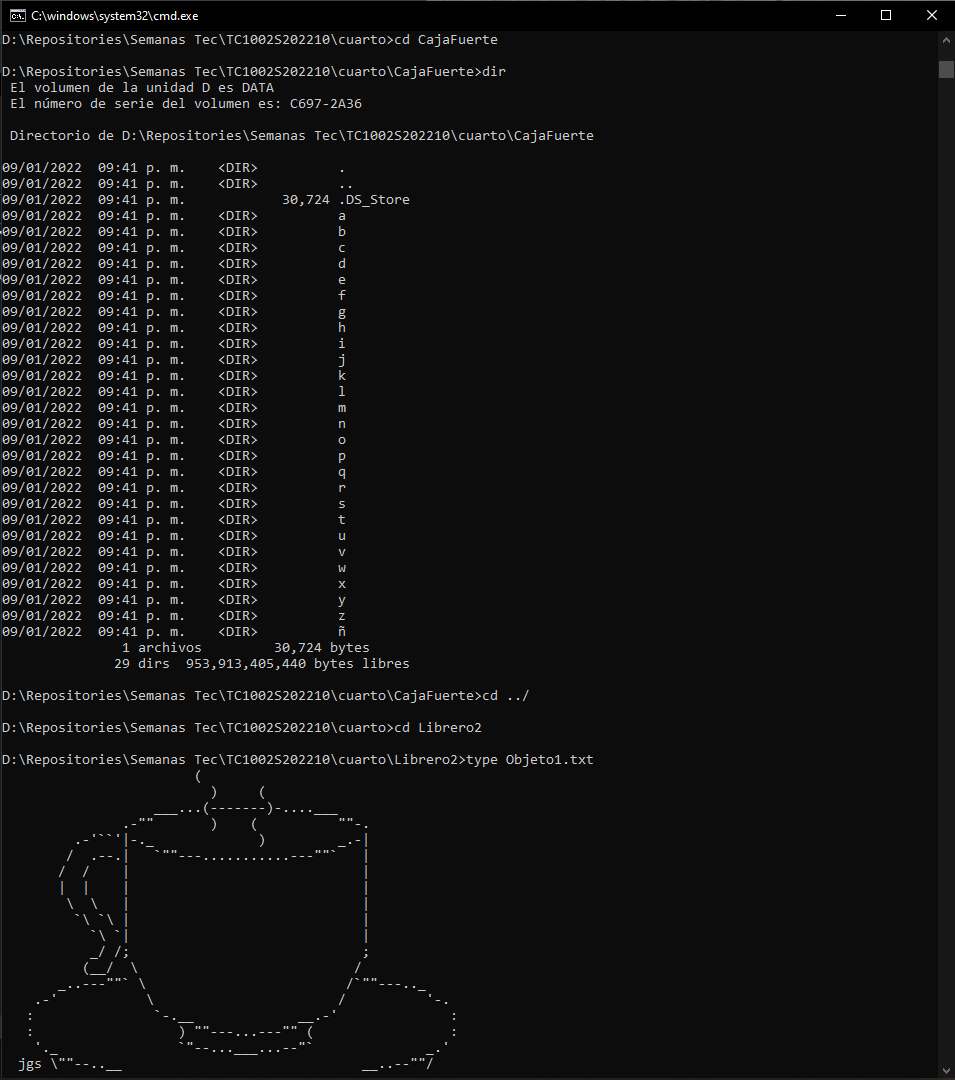 C:\windows\system32\cmd.exe
D:\Repositories\Semanas Tec\TC1002S202210\cuarto>cd CajaFuerte
D:\Repositories\Semanas Tec\TC1002S202210\cuarto\CajaFuerte>dir
 El volumen de la unidad D es DATA
 El número de serie del volumen es: C697-2A36
 Directorio de D:\Repositories\Semanas Tec\TC1002S202210\cuarto\CajaFuerte
09/01/2022  09:41 p. m.    <DIR>          .
09/01/2022  09:41 p. m.    <DIR>          ..
09/01/2022  09:41 p. m.            30,724 .DS_Store
09/01/2022  09:41 p. m.    <DIR>          a
09/01/2022  09:41 p. m.    <DIR>          b
09/01/2022  09:41 p. m.    <DIR>          c
09/01/2022  09:41 p. m.    <DIR>          d
09/01/2022  09:41 p. m.    <DIR>          e
09/01/2022  09:41 p. m.    <DIR>          f
09/01/2022  09:41 p. m.    <DIR>          g
09/01/2022  09:41 p. m.    <DIR>          h
09/01/2022  09:41 p. m.    <DIR>          i
09/01/2022  09:41 p. m.    <DIR>          j
09/01/2022  09:41 p. m.    <DIR>          k
09/01/2022  09:41 p. m.    <DIR>          l
09/01/2022  09:41 p. m.    <DIR>          m
09/01/2022  09:41 p. m.    <DIR>          n
09/01/2022  09:41 p. m.    <DIR>          o
09/01/2022  09:41 p. m.    <DIR>          p
09/01/2022  09:41 p. m.    <DIR>          q
09/01/2022  09:41 p. m.    <DIR>          r
09/01/2022  09:41 p. m.    <DIR>          s
09/01/2022  09:41 p. m.    <DIR>          t
09/01/2022  09:41 p. m.    <DIR>          u
09/01/2022  09:41 p. m.    <DIR>          v
09/01/2022  09:41 p. m.    <DIR>          w
09/01/2022  09:41 p. m.    <DIR>          x
09/01/2022  09:41 p. m.    <DIR>          y
09/01/2022  09:41 p. m.    <DIR>          z
09/01/2022  09:41 p. m.    <DIR>          ñ
               1 archivos         30,724 bytes
              29 dirs  953,913,405,440 bytes libres
D:\Repositories\Semanas Tec\TC1002S202210\cuarto\CajaFuerte>cd ../
D:\Repositories\Semanas Tec\TC1002S202210\cuarto>cd Librero2
D:\Repositories\Semanas Tec\TC1002S202210\cuarto\Librero2>type Objeto1.txt
jgs